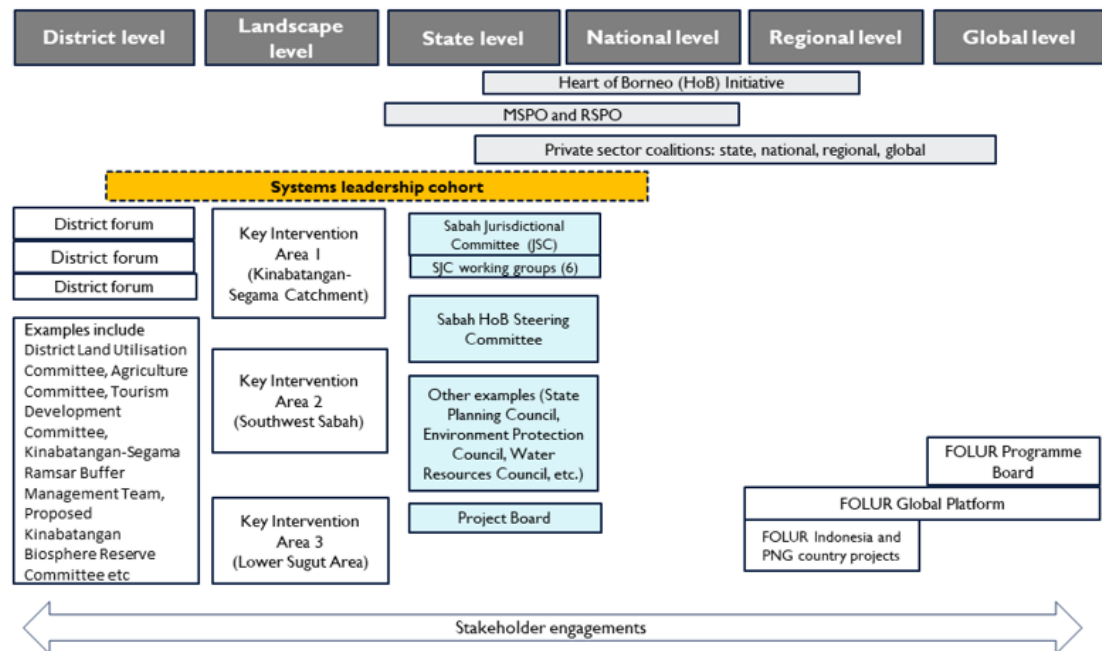 District level
Landscape
level
State level
National level
Regional level
Global level
Heart of Borneo (HoB) Initiative
MSPO and RSPO
Private sector coalitions: state, national, regional, global
Systems leadership cohort
District forum
District forum
District forum
Examples include
District Land Utilisation
Committee, Agriculture
Committee, Tourism
Development
Committee,
Kinabatangan-Segama
Ramsar Buffer
Management Team,
Proposed
Kinabatangan
Biosphere Reserve
Committee etc
Key Intervention
Area 1
(Kinabatangan-
Segama Catchment)
Key Intervention
Area 2
(Southwest Sabah)
Key Intervention
Area 3
(Lower Sugut Area)
Sabah Jurisdictional
Committee (JSC)
SJC working groups (6)
Sabah HoB Steering
Committee
Other examples (State
Planning Council,
Environment Protection
Council, Water
Resources Council, etc.)
Project Board
FOLUR Programme
Board
FOLUR Global Platform
FOLUR Indonesia and
PNG country projects
Stakeholder engagements